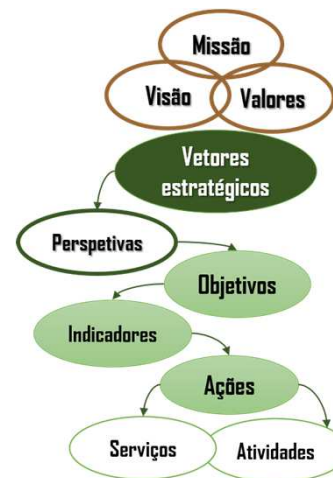 Missão
Visão
Valores
Vetores
estratégicos
Perspetivas
Objetivos
Indicadores
Ações
Serviços
Atividades